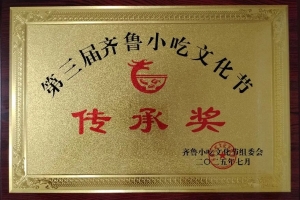 第三届齐鲁小吃文化节
传承奖
齐鲁小吃文化节组委会
二〇二五年七月